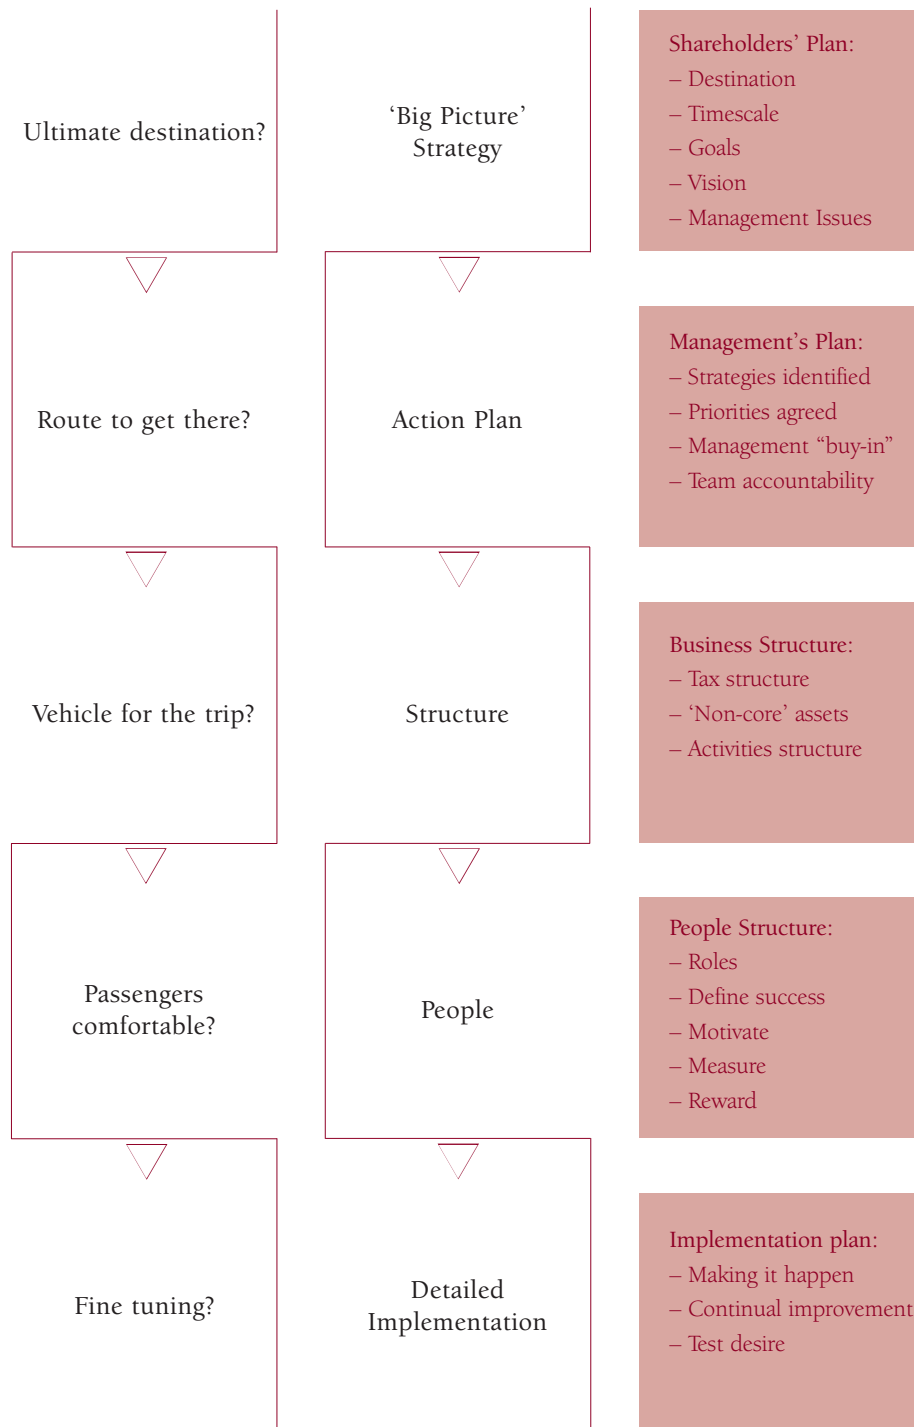 Ultimate destination?
‘Big Picture’
Strategy
Shareholders’ Plan:
– Destination
– Timescale
– Goals
– Vision
– Management Issues
Route to get there?
Action Plan
Management’s Plan:
– Strategies identified
– Priorities agreed
– Management “buy-in”
– Team accountability
Vehicle for the trip?
Structure
Business Structure:
– Tax structure
– ‘Non-core’ assets
– Activities structure
Passengers
comfortable?
People
People Structure:
– Roles
– Define success
– Motivate
– Measure
– Reward
Fine tuning?
Detailed
Implementation
Implementation plan:
– Making it happen
– Continual improvement
– Test desire